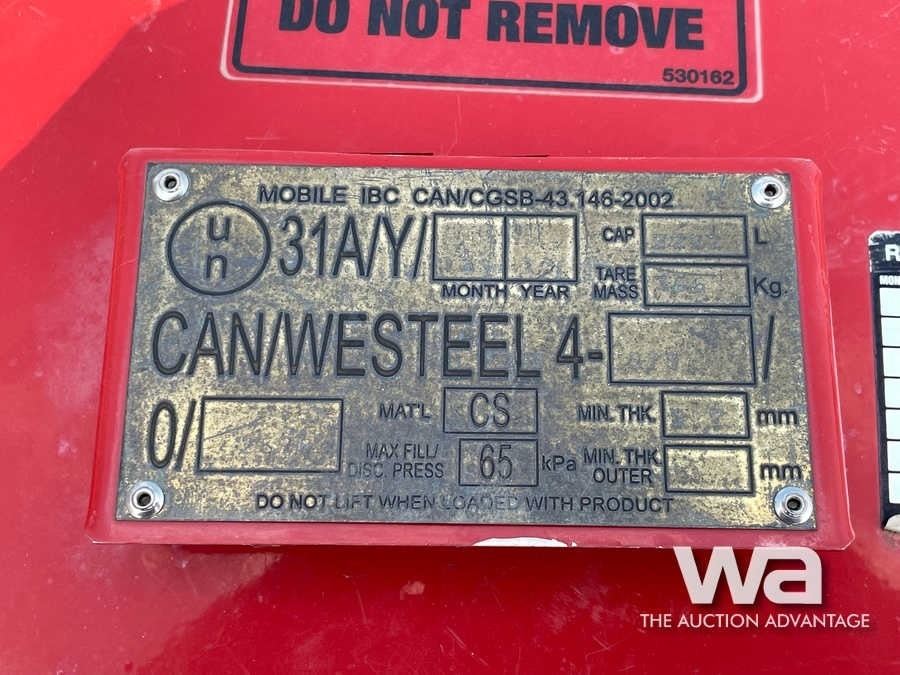 DO NOT REMOVE
530162
MOBILE IBC CAN/CGSB-43.146-2002
un 31A/Y/
MONTH YEAR
CAP L
TARE MASS Kg.
CAN/WESTEEL 4- /
0/
MAT'L CS
MIN. THK. mm
MAX FILL/
DISC. PRESS 65 kPa
MIN. THK.
OUTER mm
DO NOT LIFT WHEN LOADED WITH PRODUCT
wa
THE AUCTION ADVANTAGE